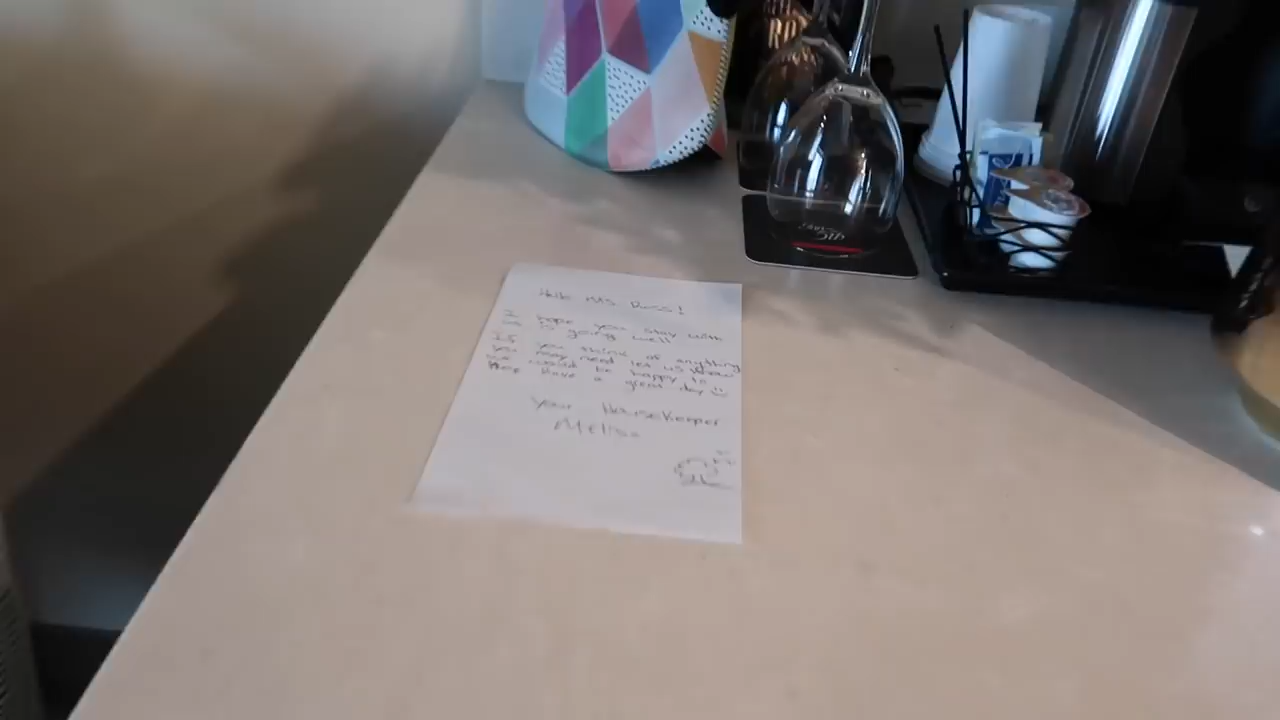 RO
Hello Ms. Russ!
I hope you stay with
us is going well
If you think of anything
you may need let us know
we would be happy to
Have a great day
Your Housekeeper
Melissa